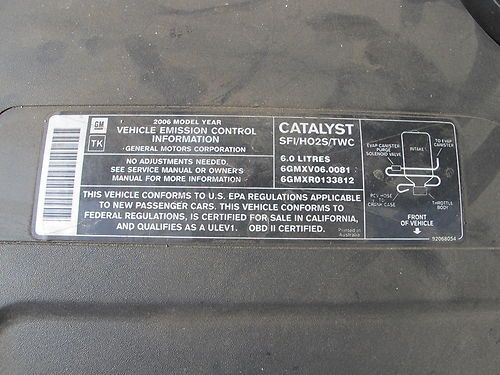 GM
TK
2006 MODEL YEAR
VEHICLE EMISSION CONTROL
INFORMATION
GENERAL MOTORS CORPORATION
NO ADJUSTMENTS NEEDED.
SEE SERVICE MANUAL OR OWNER'S
MANUAL FOR MORE INFORMATION
CATALYST
SFI/HO2S/TWC
6.0 LITRES
6GMXV06.0081
6GMXR0133812
THIS VEHICLE CONFORMS TO U.S. EPA REGULATIONS APPLICABLE
TO NEW PASSENGER CARS. THIS VEHICLE CONFORMS TO
FEDERAL REGULATIONS, IS CERTIFIED FOR SALE IN CALIFORNIA,
AND QUALIFIES AS A ULEV1. OBD II CERTIFIED.
Printed in
Australia
EVAP CANISTER
PURGE
SOLENOID VALVE
INTAKE
TO EVAP
CANISTER
PCV HOSE
TO
CRANK CASE
THROTTLE
BODY
FRONT
OF VEHICLE
92068054